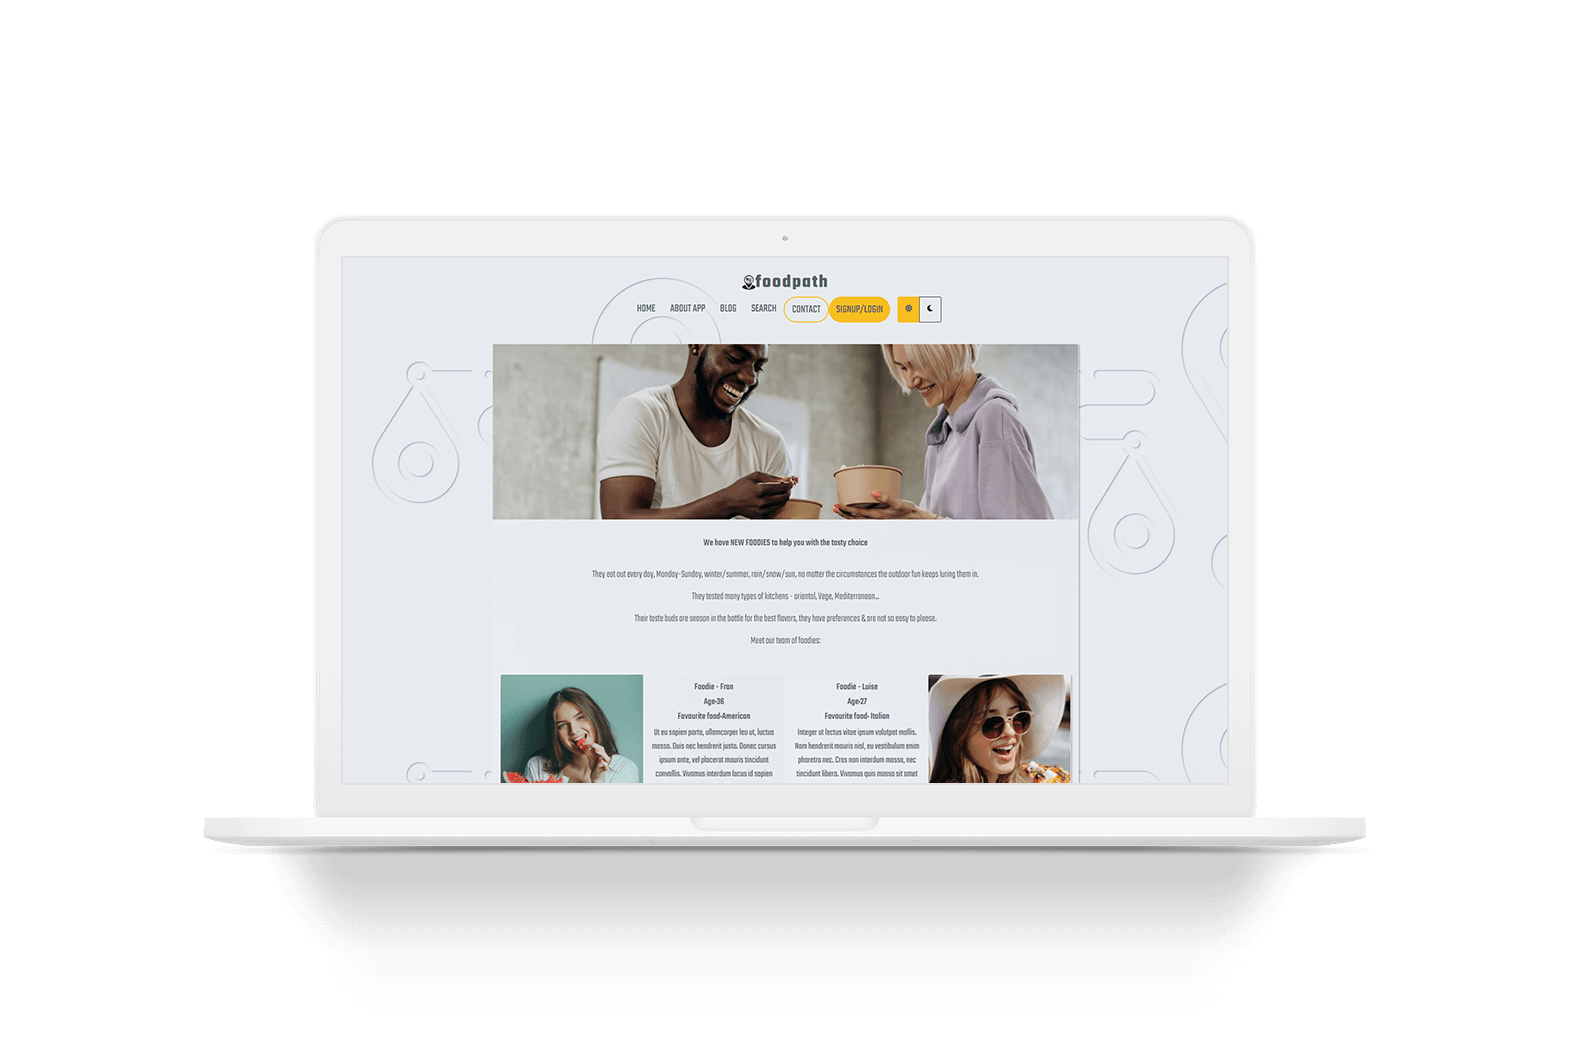 foodpath
HOME ABOUT APP BLOG SEARCH CONTACT SIGNUP/LOGIN
We have NEW FOODIES to help you with the tasty choice
They eat out every day, Monday-Sunday, winter/summer, rain/snow/sun, no matter the circumstances the outdoor fun keeps luring them in.
They tested many types of kitchens - oriental, Vege, Mediterranean...
Their taste buds are season in the battle for the best flavors, they have preferences & are not so easy to please.
Meet our team of foodies:
Foodie - Fran
Age-36
Favourite food-American
Ut eu sapien porta, ullamcorper leo ut, luctus
massa. Duis nec hendrerit justo. Donec cursus
ipsum ante, vel placerat mauris tincidunt
convallis. Vivamus interdum lacus id sapien
Foodie - Luise
Age-27
Favourite food- Italian
Integer ut lectus vitae ipsum volutpat mollis.
Nam hendrerit mauris nisl, eu vestibulum enim
pharetra nec. Cras non interdum massa, nec
tincidunt libero. Vivamus quis massa sit amet